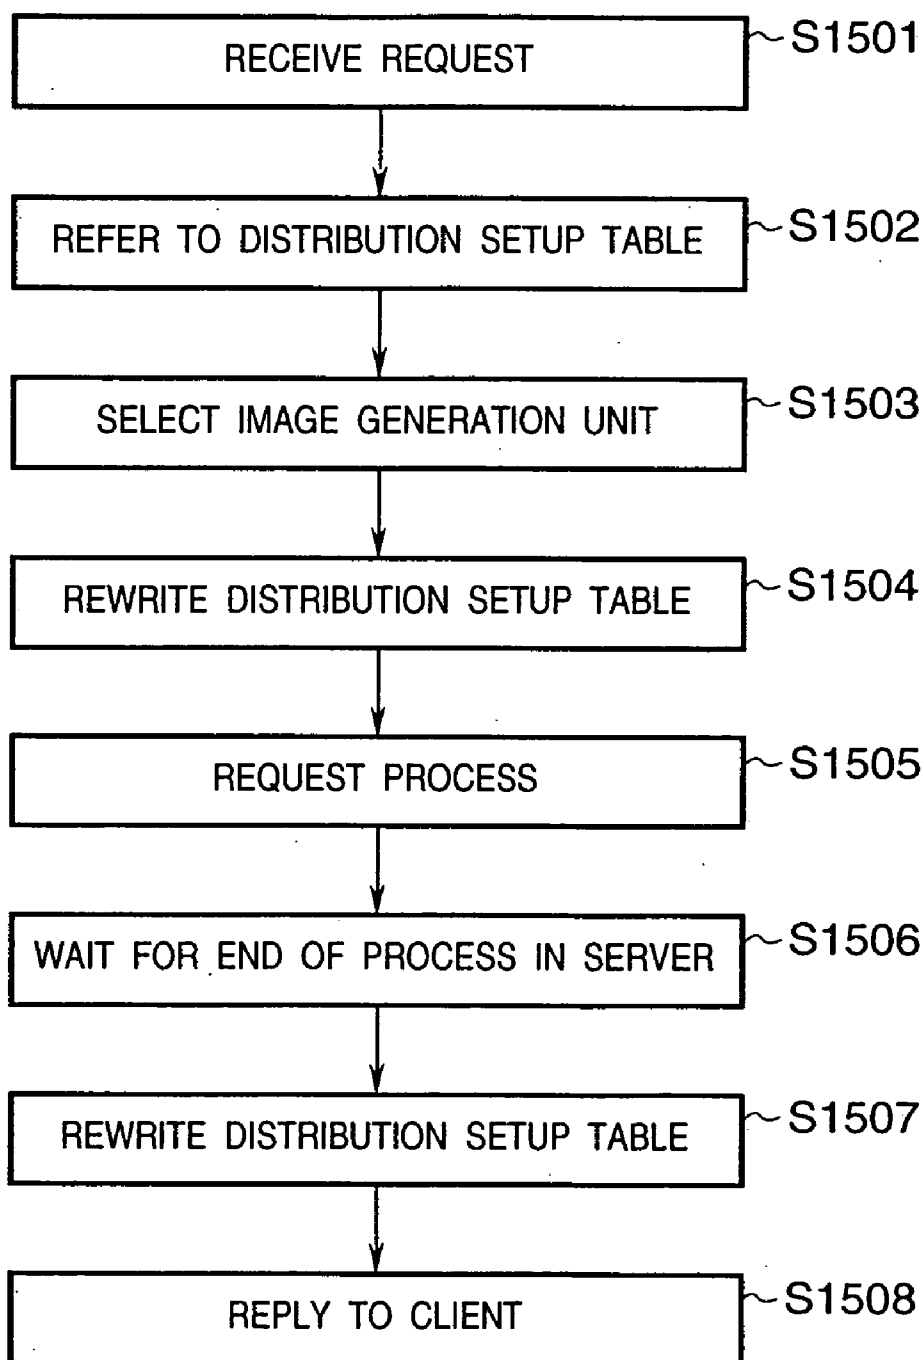 RECEIVE REQUEST
S1501
REFER TO DISTRIBUTION SETUP TABLE
S1502
SELECT IMAGE GENERATION UNIT
S1503
REWRITE DISTRIBUTION SETUP TABLE
S1504
REQUEST PROCESS
S1505
WAIT FOR END OF PROCESS IN SERVER
S1506
REWRITE DISTRIBUTION SETUP TABLE
S1507
REPLY TO CLIENT
S1508